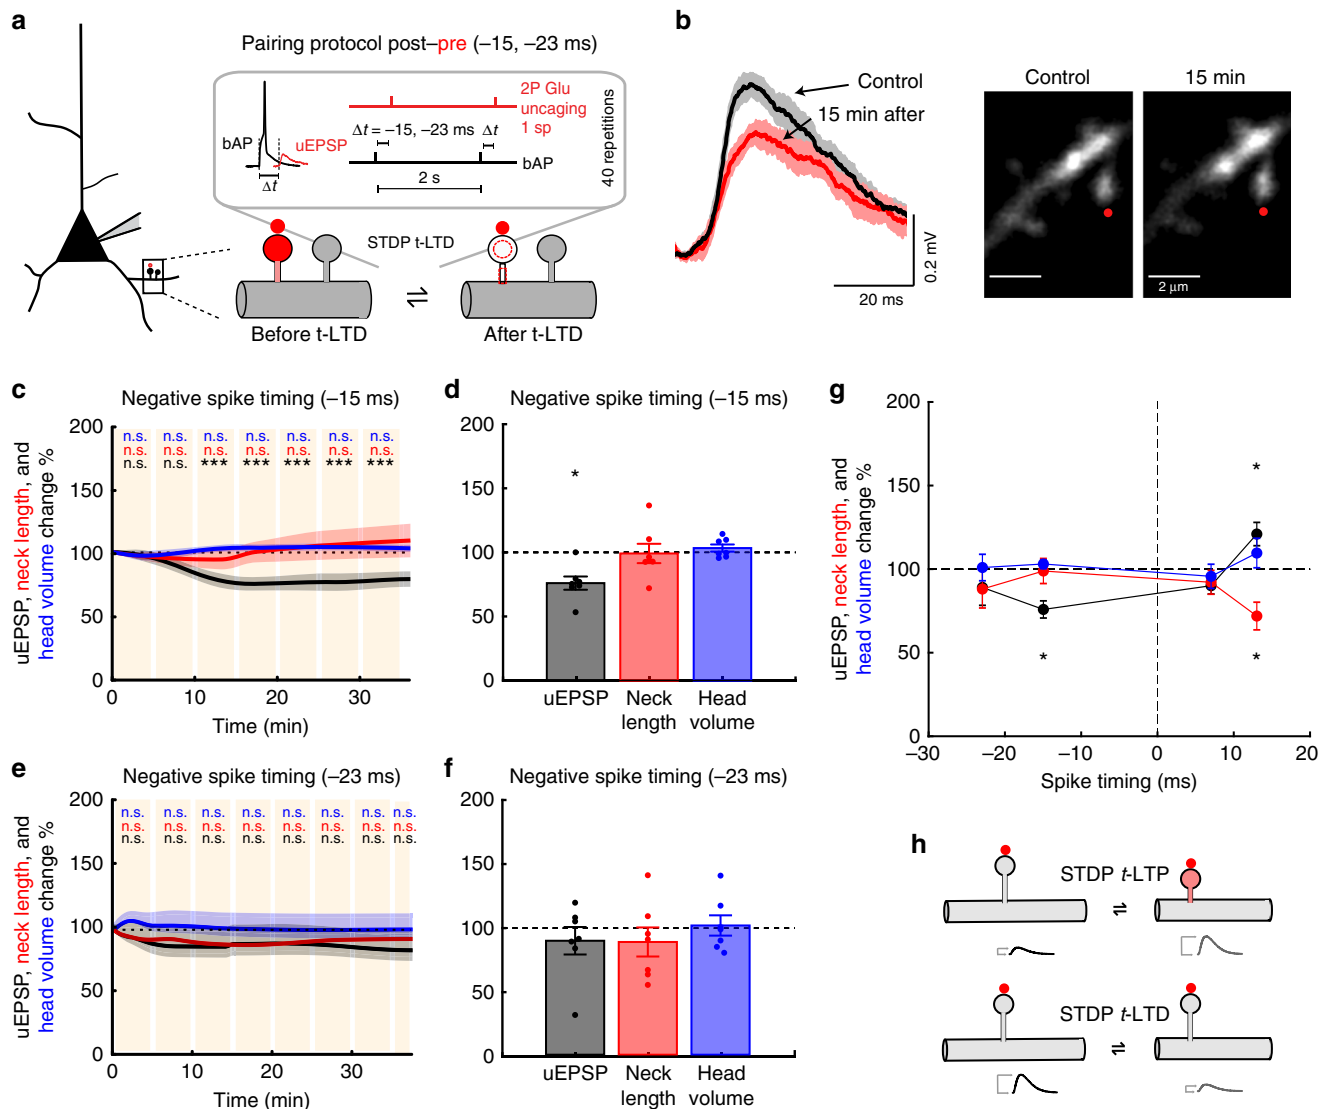 a
Pairing protocol post–pre (–15, –23 ms)
bAP
uEPSP
Δt
2P Glu
uncaging
1 sp
Δt = –15, –23 ms
Δt
bAP
2 s
40 repetitions
STDP t-LTD
Before t-LTD
After t-LTD
b
Control
15 min after
0.2 mV
20 ms
Control
15 min
2 μm
c
Negative spike timing (–15 ms)
uEPSP, neck length, and
head volume change %
200
150
100
50
0
n.s. n.s. n.s. n.s. n.s. n.s. n.s.
n.s. n.s. n.s. n.s. n.s. n.s. n.s.
n.s. n.s. *** *** *** *** ***
0 10 20 30
Time (min)
d
Negative spike timing (–15 ms)
200
150
100
50
0
*
uEPSP
Neck
length
Head
volume
g
uEPSP, neck length, and
head volume change %
200
150
100
50
0
*
*
*
–30 –20 –10 0 10 20
Spike timing (ms)
e
Negative spike timing (–23 ms)
uEPSP, neck length, and
head volume change %
200
150
100
50
0
n.s. n.s. n.s. n.s. n.s. n.s. n.s. n.s.
n.s. n.s. n.s. n.s. n.s. n.s. n.s. n.s.
n.s. n.s. n.s. n.s. n.s. n.s. n.s. n.s.
0 10 20 30
Time (min)
f
Negative spike timing (–23 ms)
200
150
100
50
0
uEPSP
Neck
length
Head
volume
h
STDP t-LTP
STDP t-LTD